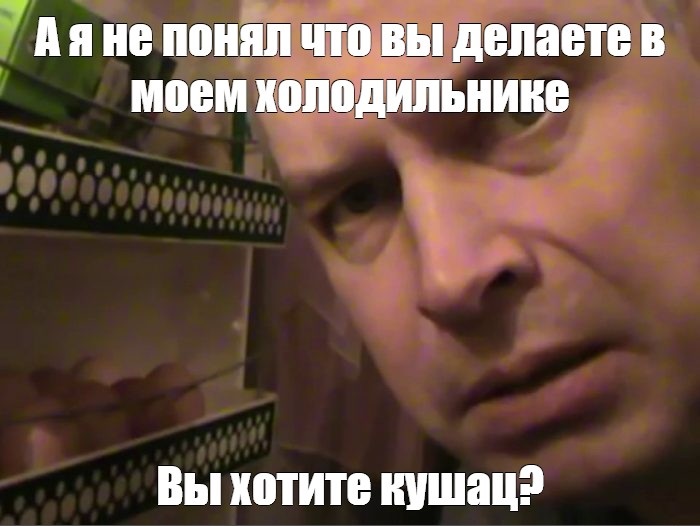 А я не понял что вы делаете в
моем холодильнике
Вы хотите кушац?